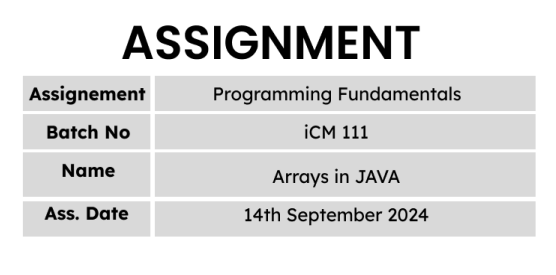 ASSIGNMENT
Assignement Programming Fundamentals
Batch No iCM 111
Name Arrays in JAVA
Ass. Date 14th September 2024